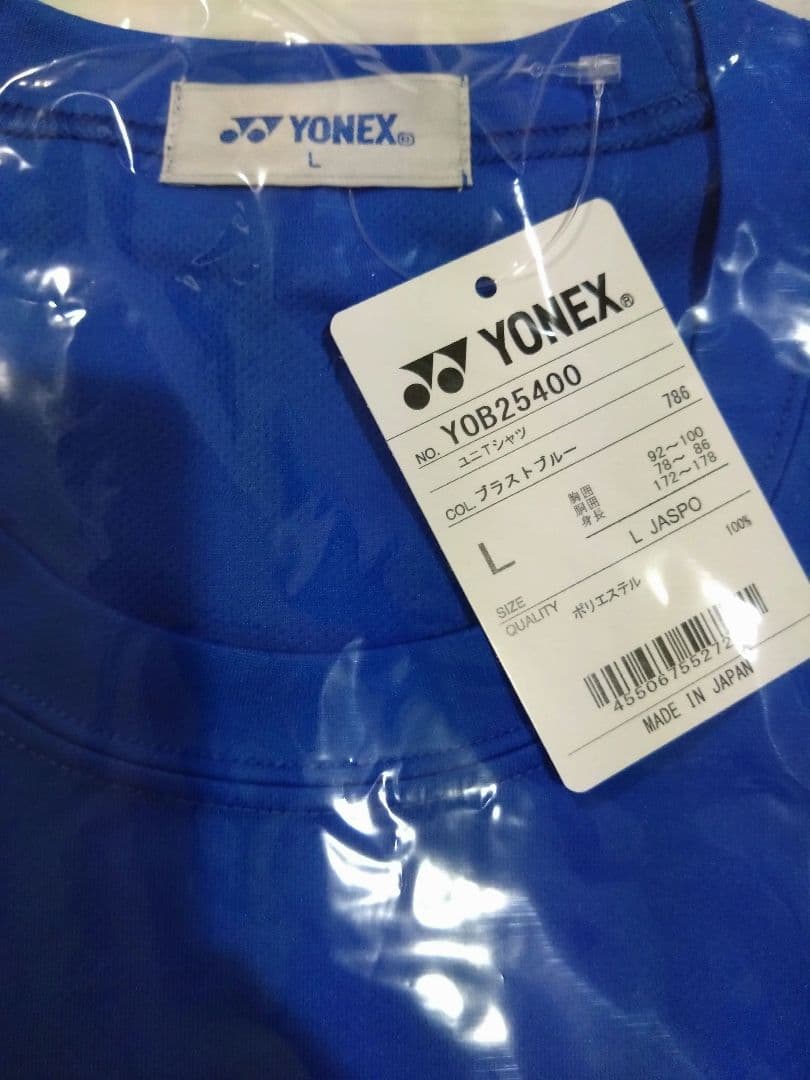 YONEX®
L
YONEX®
NO. YOB25400
ユニTシャツ
COL. ブラストブルー 786
胸囲 92～100
胴囲 78～ 86
身長 172～178
L
L JASPO
SIZE
QUALITY ポリエステル 100%
MADE IN JAPAN